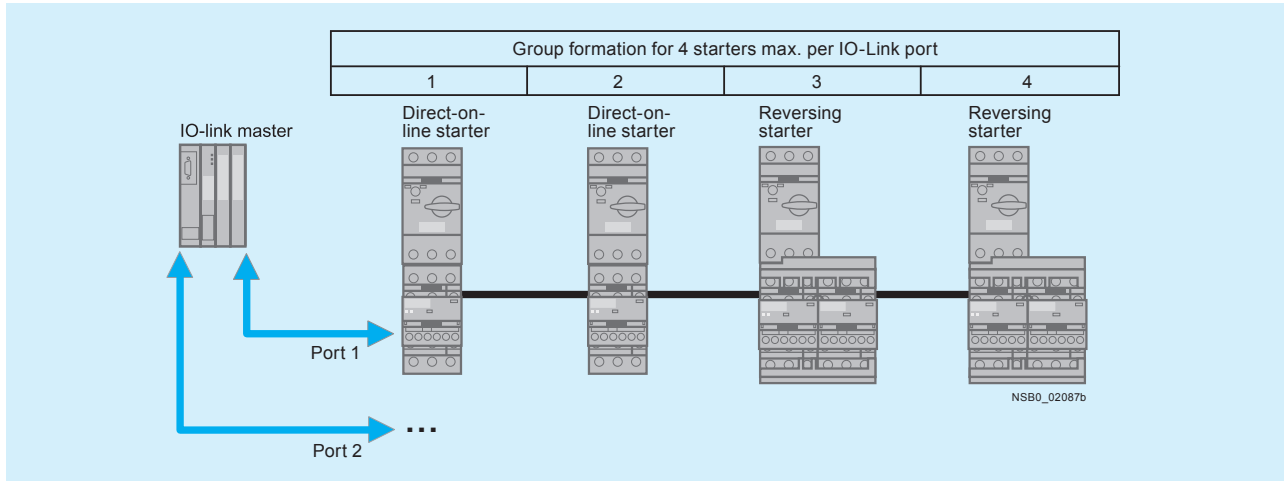 Group formation for 4 starters max. per IO-Link port
1 2 3 4
IO-link master
Direct-on-
line starter
Direct-on-
line starter
Reversing
starter
Reversing
starter
Port 1
NSB0_02087b
...
Port 2